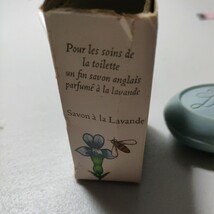 Pour les soins de
la toilette
un fin savon anglais
parfumé à la lavande
Savon à la Lavande